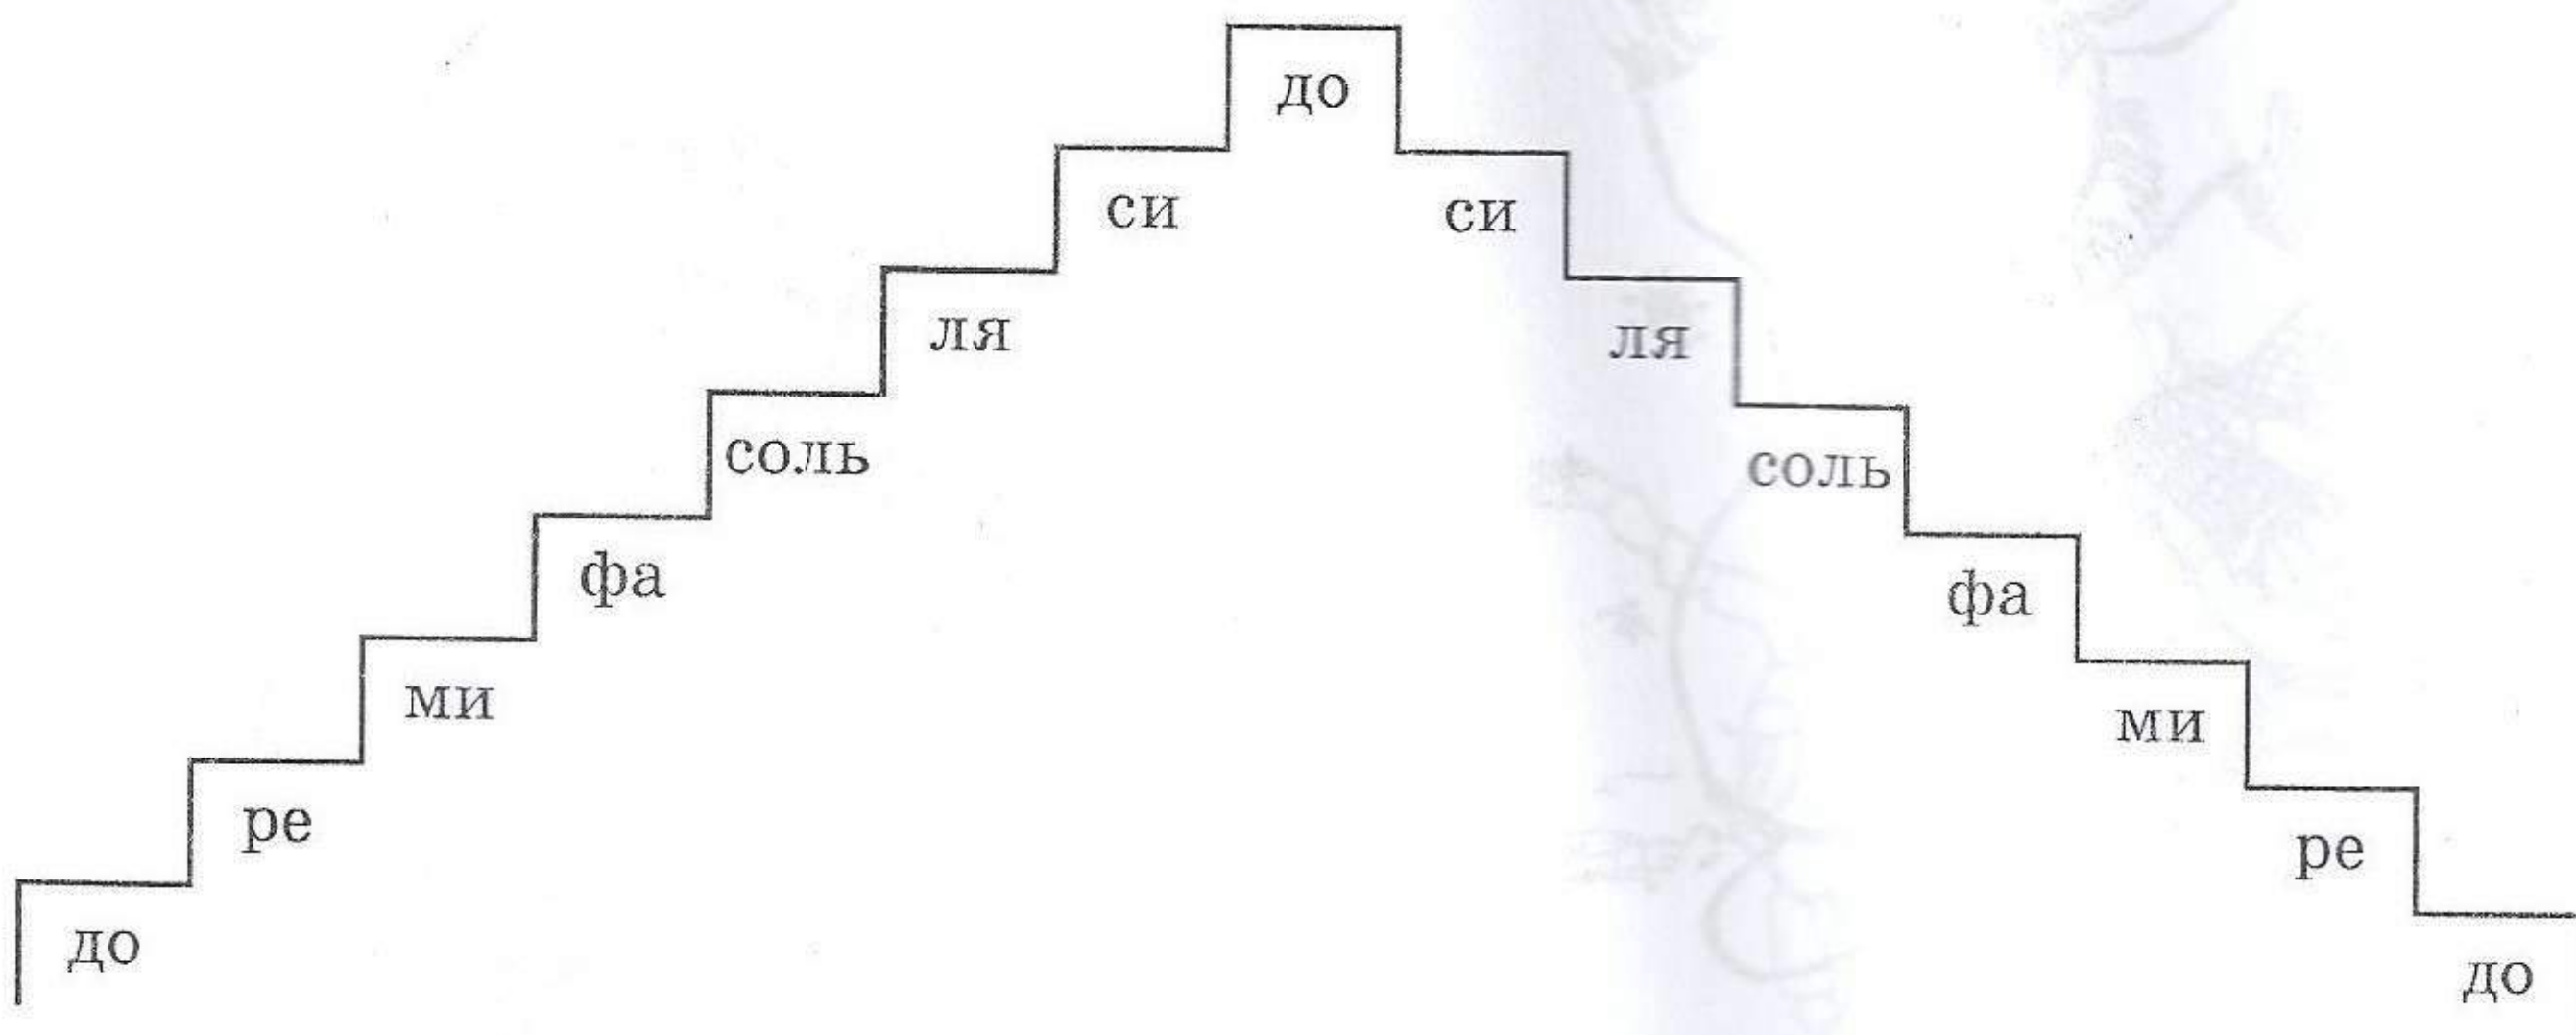 до
ре
ми
фа
соль
ля
си
до
си
ля
соль
фа
ми
ре
до